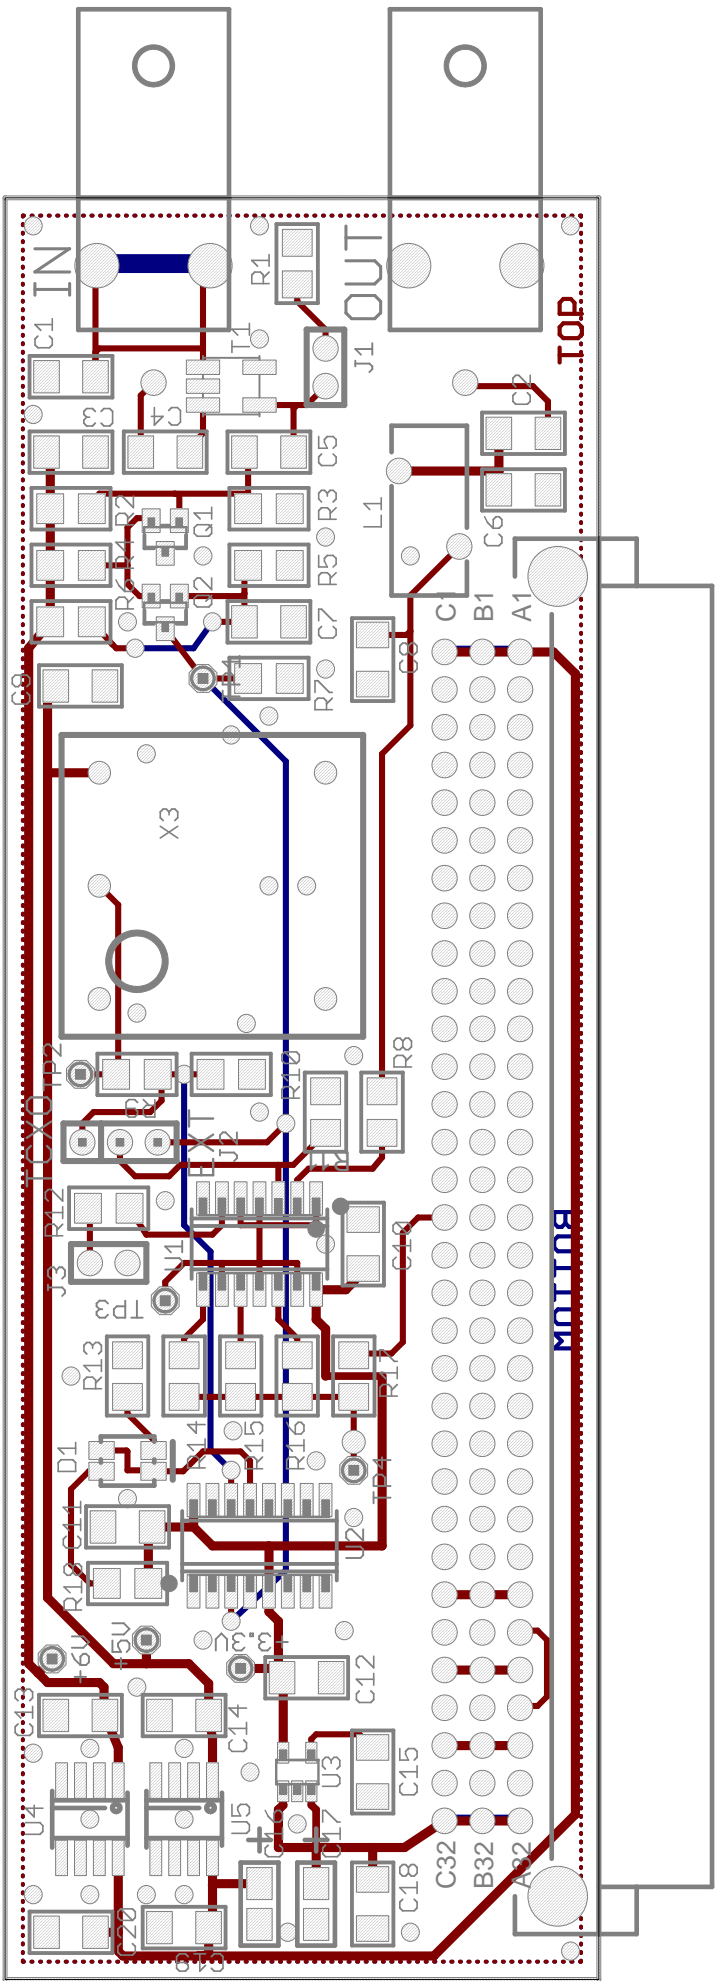 IN
OUT
R1
TOP
C1
T1
J1
C2
C3
C4
C5
L1
C6
R2
Q1
R3
R4
R5
R6
Q2
C7
C1
B1
A1
C8
TP1
R7
C9
X3
TP2
R9
R10
R8
TCXO
EXT
J2
R11
R12
U1
C10
J3
TP3
BOTTOM
R13
R14
R15
R16
R17
D1
TP4
C11
U2
R18
+6V
+5V
+3.3V
C12
C13
C14
U3
C15
U4
U5
C16
+
+
C17
C18
C32
B32
A32
C20
C19